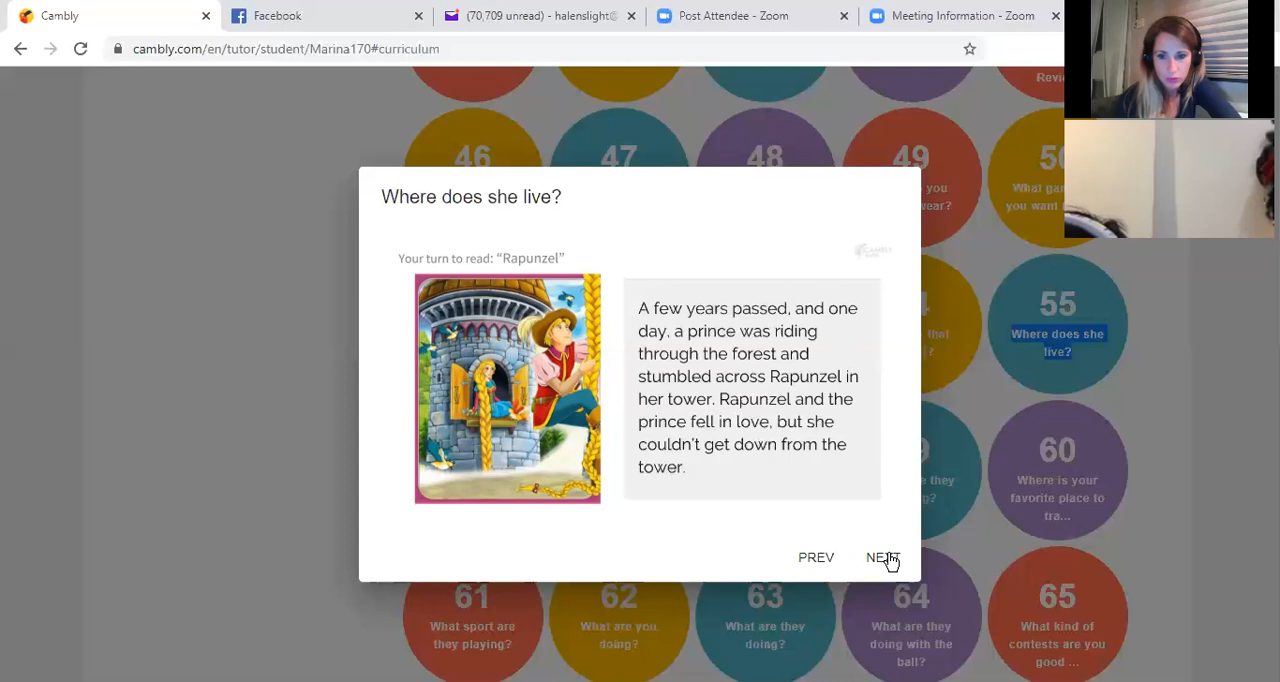 Cambly
Facebook
(70,709 unread) - halenslight@
Post Attendee - Zoom
Meeting Information - Zoom
cambly.com/en/tutor/student/Marina170#curriculum
46
47
48
49
Where does she live?
Your turn to read: “Rapunzel”
A few years passed, and one
day, a prince was riding
through the forest and
stumbled across Rapunzel in
her tower. Rapunzel and the
prince fell in love, but she
couldn't get down from the
tower.
PREV
55
Where does she
live?
60
Where is your
favorite place to
tra...
61
What sport are
they playing?
62
What are you
doing?
63
What are they
doing?
64
What are they
doing with the
ball?
65
What kind of
contests are you
good ...